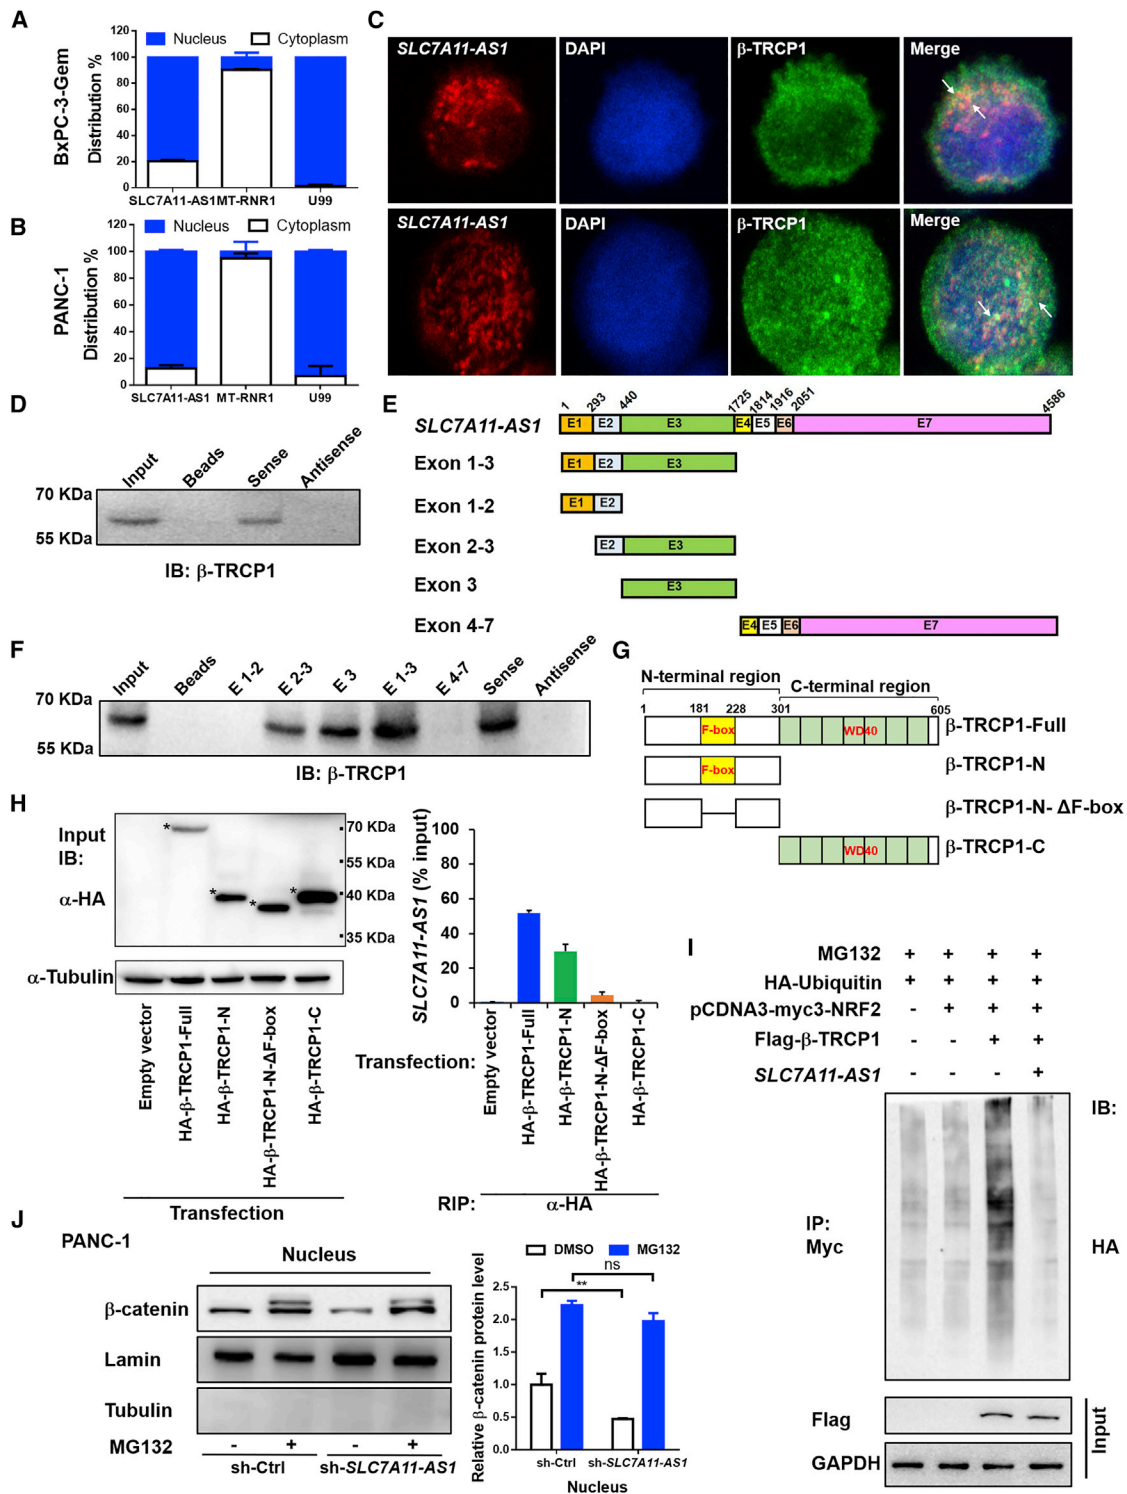 A
BxPC-3-Gem
Distribution %
Nucleus Cytoplasm
120
100
80
60
40
20
0
SLC7A11-AS1 MT-RNR1 U99
B
PANC-1
Distribution %
Nucleus Cytoplasm
120
100
80
60
40
20
0
SLC7A11-AS1 MT-RNR1 U99
C
SLC7A11-AS1 DAPI β-TRCP1 Merge
SLC7A11-AS1 DAPI β-TRCP1 Merge
D
Input Beads Sense Antisense
70 KDa
55 KDa
IB: β-TRCP1
E
1 293 440 1725 1814 1916 2051 4586
SLC7A11-AS1 E1 E2 E3 E4 E5 E6 E7
Exon 1-3 E1 E2 E3
Exon 1-2 E1 E2
Exon 2-3 E2 E3
Exon 3 E3
Exon 4-7 E4 E5 E6 E7
F
Input Beads E 1-2 E 2-3 E 3 E 1-3 E 4-7 Sense Antisense
70 KDa
55 KDa
IB: β-TRCP1
G
N-terminal region
C-terminal region
1 181 228 301 605
F-box WD40 β-TRCP1-Full
F-box β-TRCP1-N
β-TRCP1-N- ΔF-box
WD40 β-TRCP1-C
H
Input
IB:
α-HA
* * * *
70 KDa
55 KDa
40 KDa
35 KDa
α-Tubulin
Empty vector
HA-β-TRCP1-Full
HA-β-TRCP1-N
HA-β-TRCP1-N-ΔF-box
HA-β-TRCP1-C
Transfection
SLC7A11-AS1 (% input)
100
80
60
40
20
0
Transfection:
Empty vector
HA-β-TRCP1-Full
HA-β-TRCP1-N
HA-β-TRCP1-N-ΔF-box
HA-β-TRCP1-C
RIP: α-HA
I
MG132 + + + +
HA-Ubiquitin + + + +
pCDNA3-myc3-NRF2 - + + +
Flag-β-TRCP1 - - + +
SLC7A11-AS1 - - - +
IB:
IP:
Myc
HA
Flag
GAPDH
Input
J
PANC-1
Nucleus
β-catenin
Lamin
Tubulin
MG132 - + - +
sh-Ctrl sh-SLC7A11-AS1
DMSO MG132
ns
**
Relative β-catenin protein level
2.5
2.0
1.5
1.0
0.5
0.0
sh-Ctrl sh-SLC7A11-AS1
Nucleus